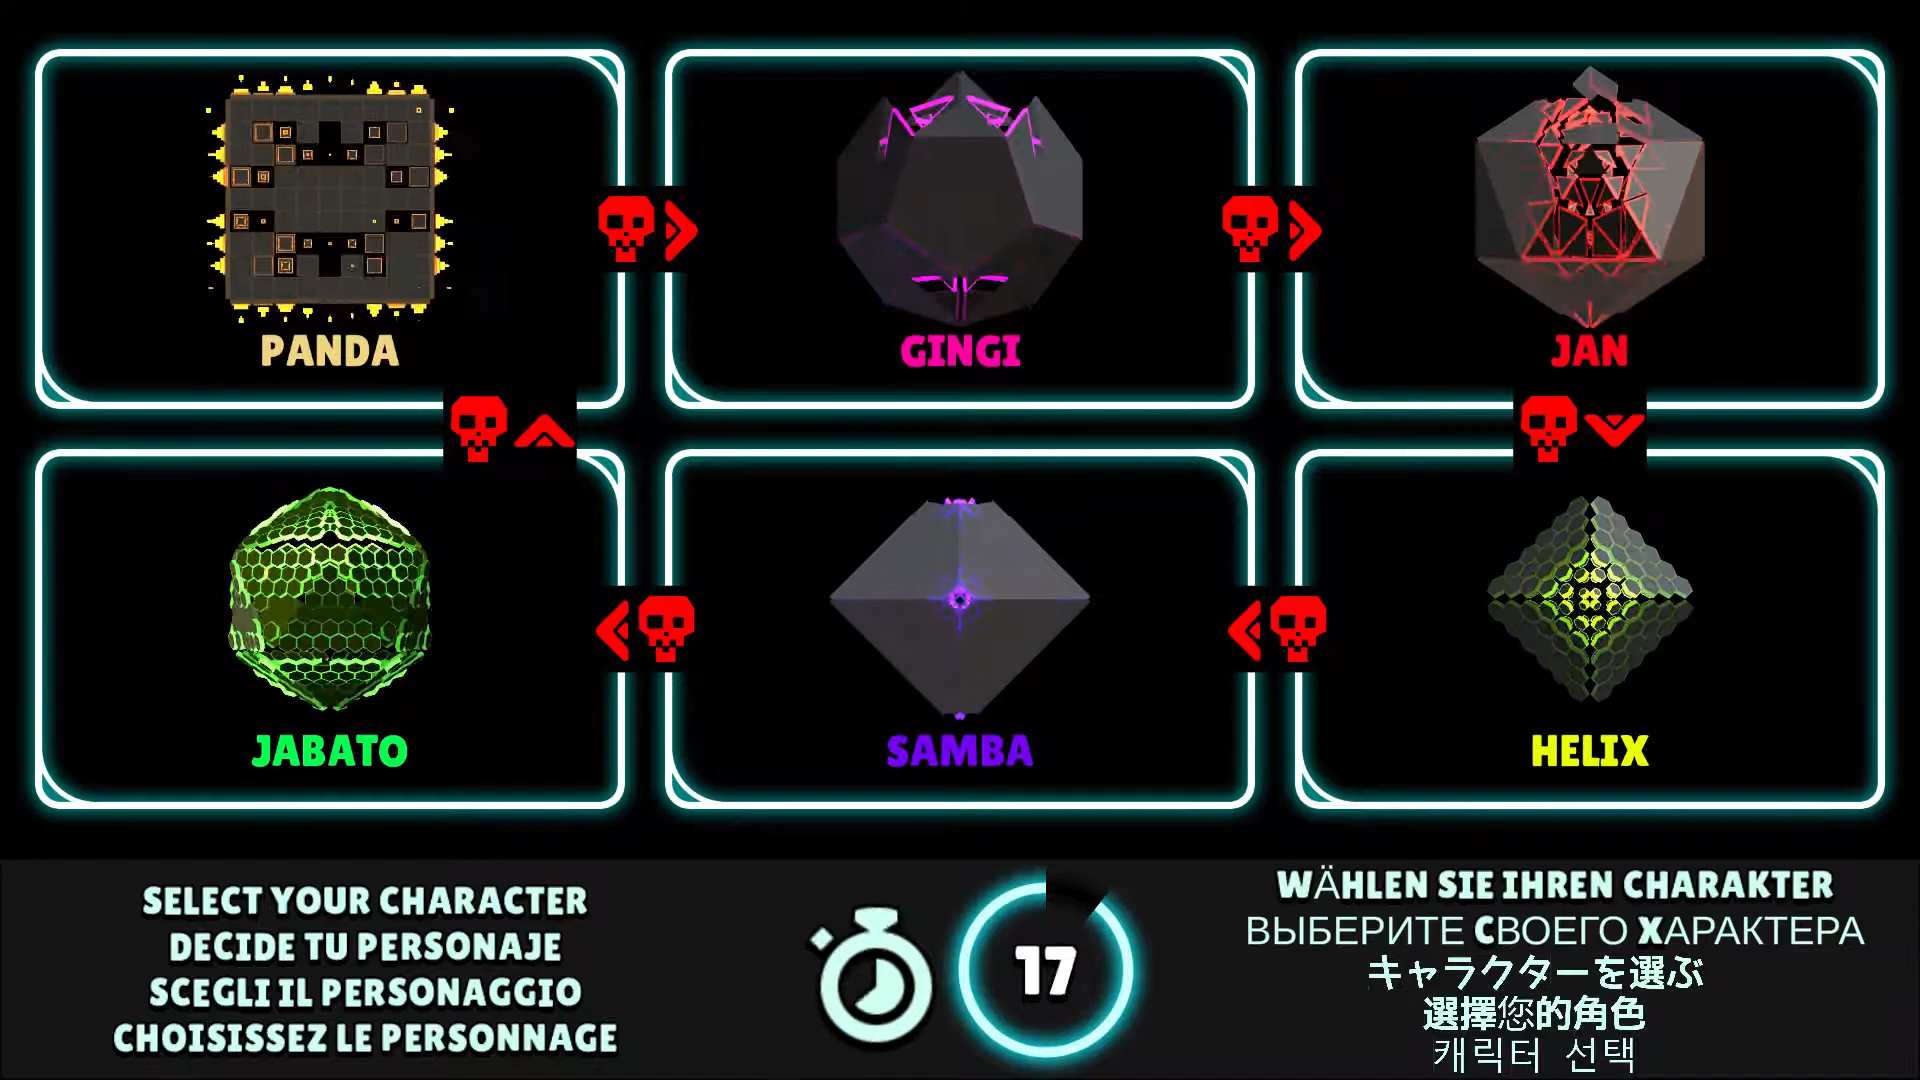 PANDA
GINGI
JAN
JABATO
SAMBA
HELIX
SELECT YOUR CHARACTER
DECIDE TU PERSONAJE
SCEGLI IL PERSONAGGIO
CHOISISSEZ LE PERSONNAGE
17
WÄHLEN SIE IHREN CHARAKTER
ВЫБЕРИТЕ СВОЕГО ХАРАКТЕРА
キャラクターを選ぶ
選擇您的角色
캐릭터 선택